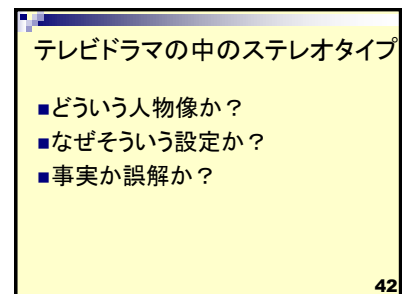 テレビドラマの中のステレオタイプ
■どういう人物像か？
■なぜそういう設定か？
■事実か誤解か？
42